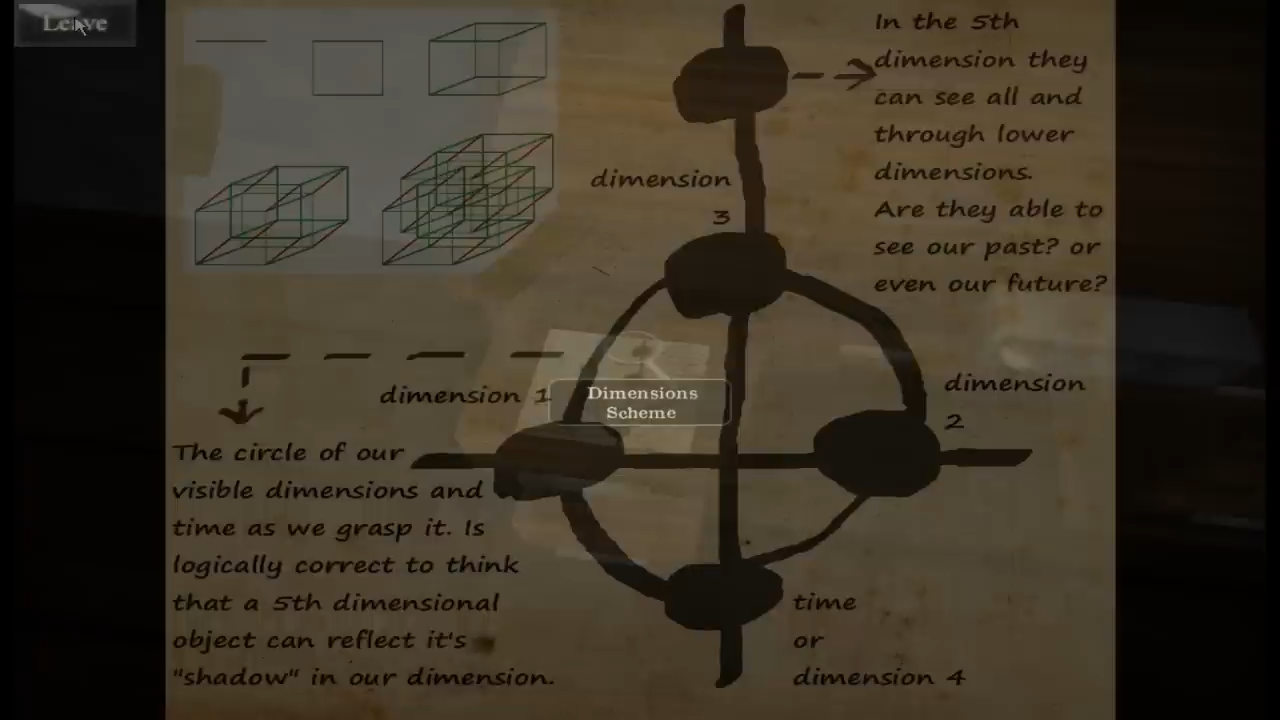 Leave
In the 5th
dimension they
can see all and
through lower
dimensions.
Are they able to
see our past? or
even our future?
dimension
3
dimension 1
Dimensions
Scheme
dimension
2
The circle of our
visible dimensions and
time as we grasp it. Is
logically correct to think
that a 5th dimensional
object can reflect it's
"shadow" in our dimension.
time
or
dimension 4